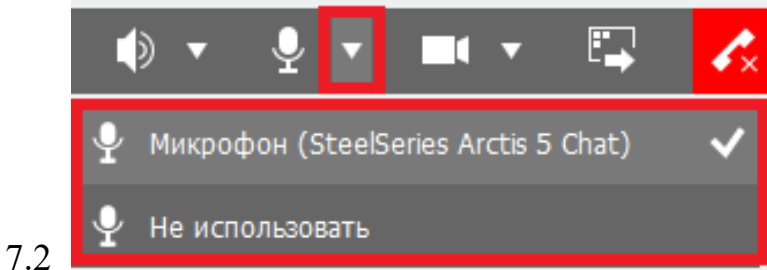 Микрофон (SteelSeries Arctis 5 Chat)
Не использовать
7.2